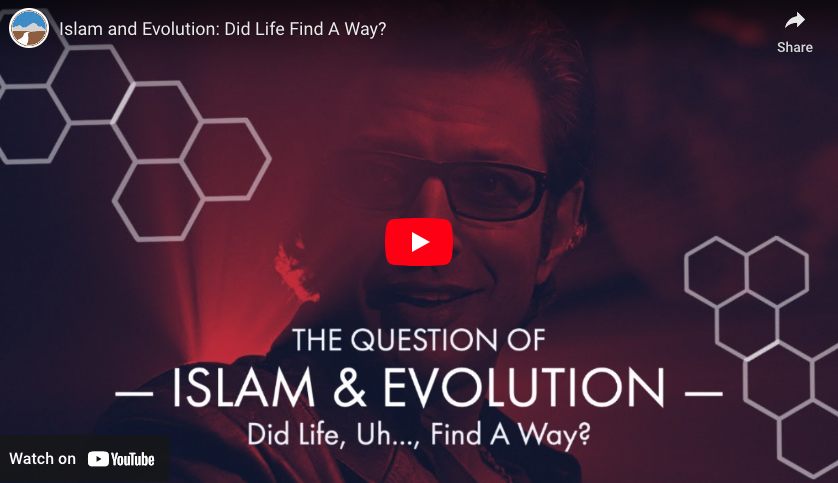 Islam and Evolution: Did Life Find A Way?
Share
THE QUESTION OF
— ISLAM & EVOLUTION —
Did Life, Uh..., Find A Way?
Watch on YouTube